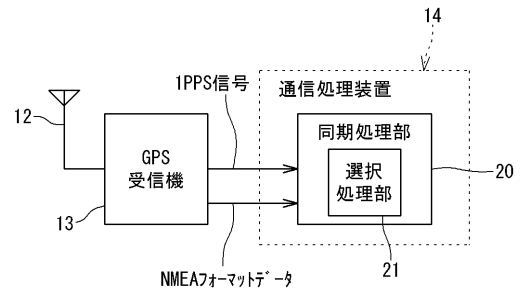 14
1PPS信号
通信処理装置
12
同期処理部
GPS
受信機
選択
処理部
20
13
21
NMEAフォーマットデータ